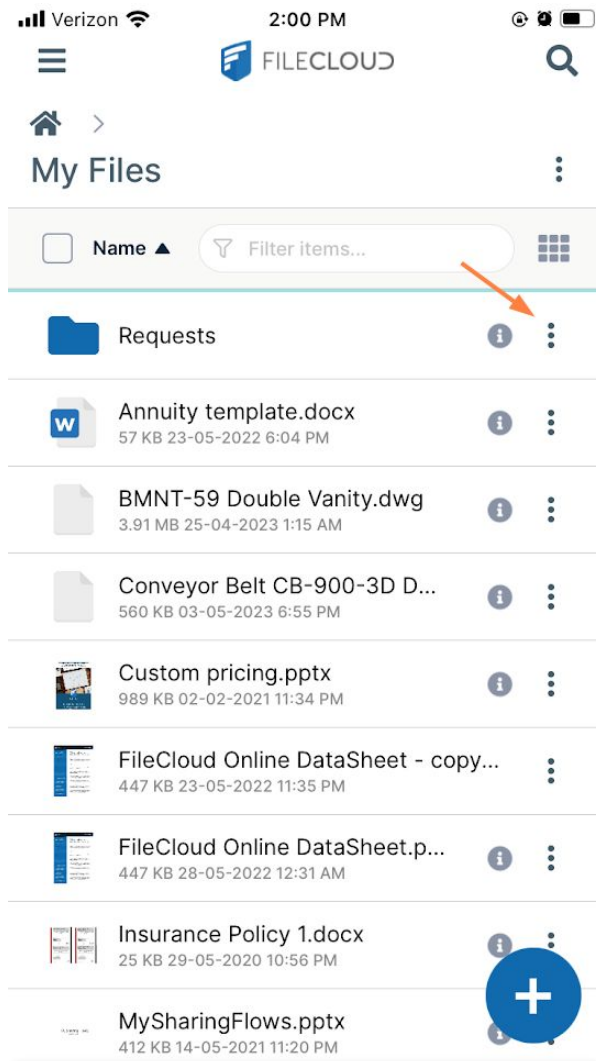 Verizon 2:00 PM
FILECLOUD
My Files
Name Filter items...
Requests
Annuity template.docx
57 KB 23-05-2022 6:04 PM
BMNT-59 Double Vanity.dwg
3.91 MB 25-04-2023 1:15 AM
Conveyor Belt CB-900-3D D...
560 KB 03-05-2023 6:55 PM
Custom pricing.pptx
989 KB 02-02-2021 11:34 PM
FileCloud Online DataSheet - copy...
447 KB 23-05-2022 11:35 PM
FileCloud Online DataSheet.p...
447 KB 28-05-2022 12:31 AM
Insurance Policy 1.docx
25 KB 29-05-2020 10:56 PM
MySharingFlows.pptx
412 KB 14-05-2021 11:20 PM